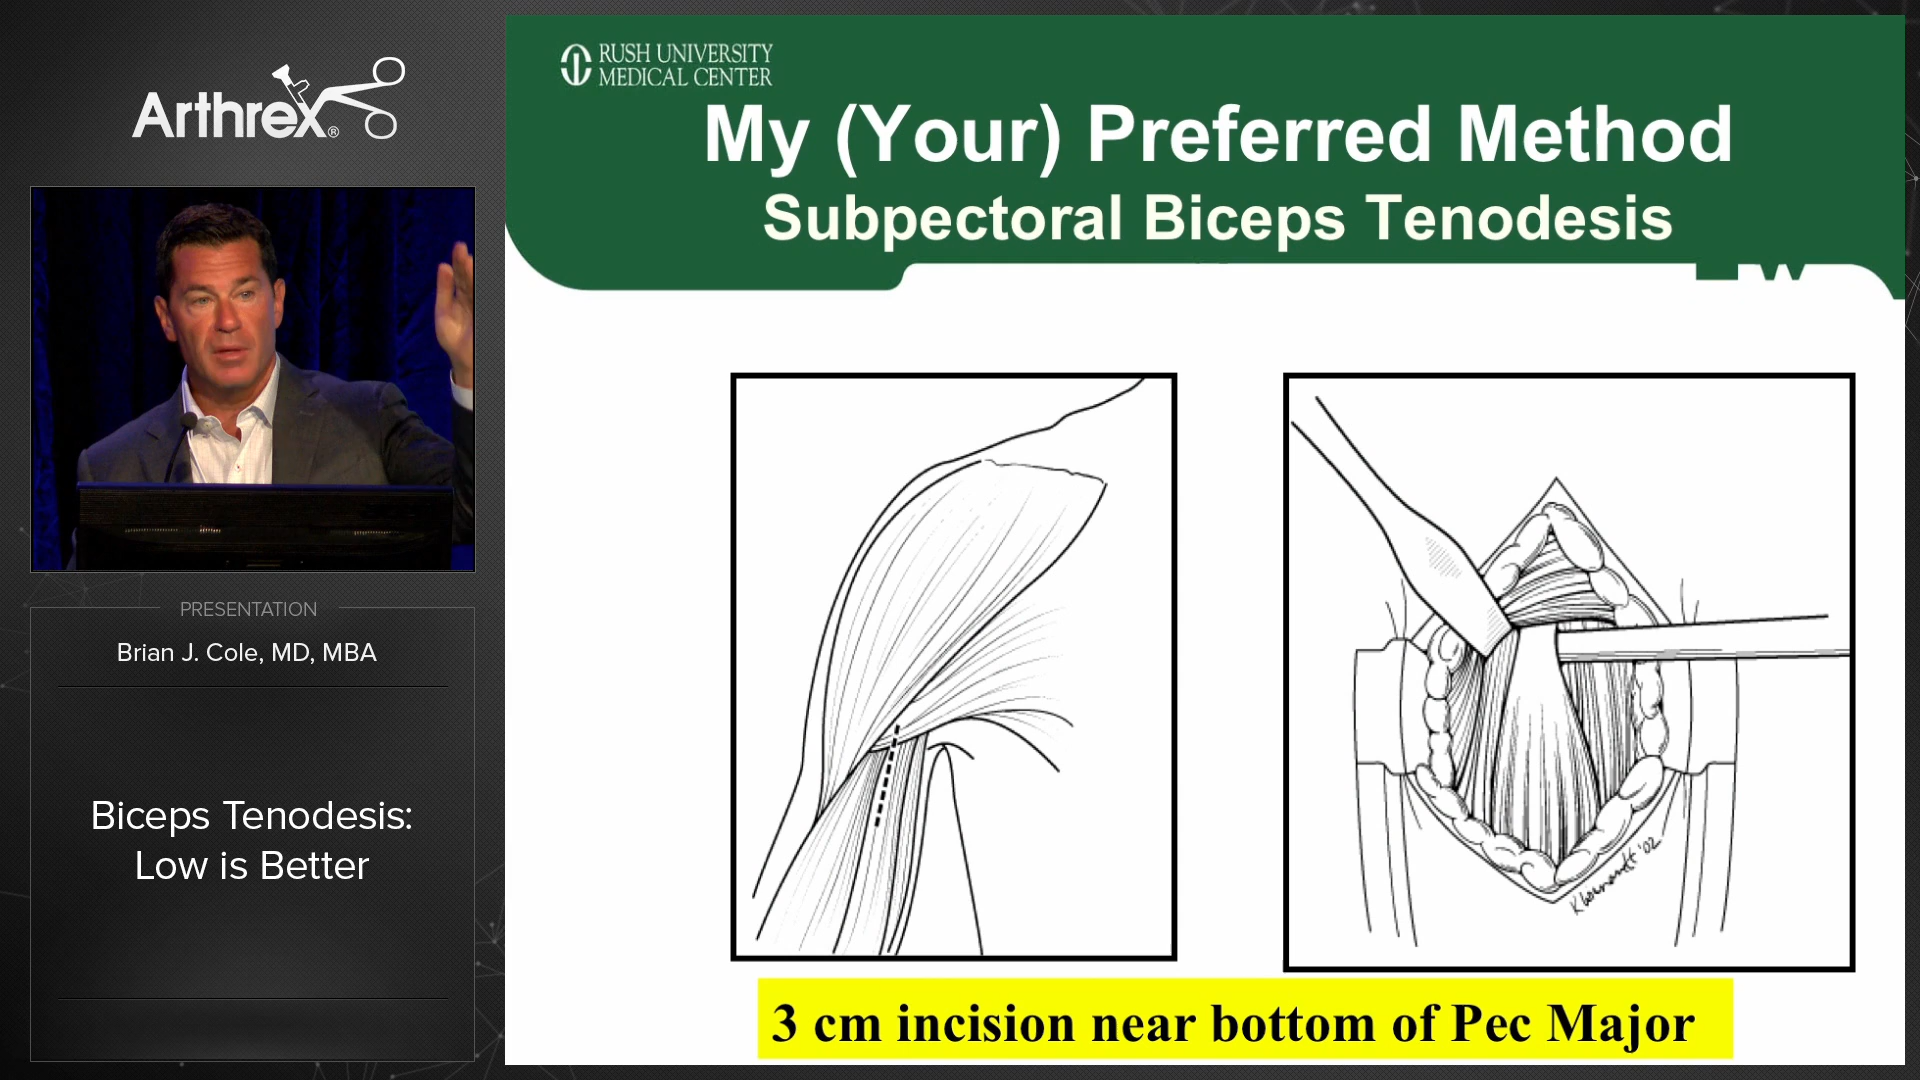 Arthrex®
PRESENTATION
Brian J. Cole, MD, MBA
Biceps Tenodesis:
Low is Better
RUSH UNIVERSITY
MEDICAL CENTER
My (Your) Preferred Method
Subpectoral Biceps Tenodesis
'02
3 cm incision near bottom of Pec Major